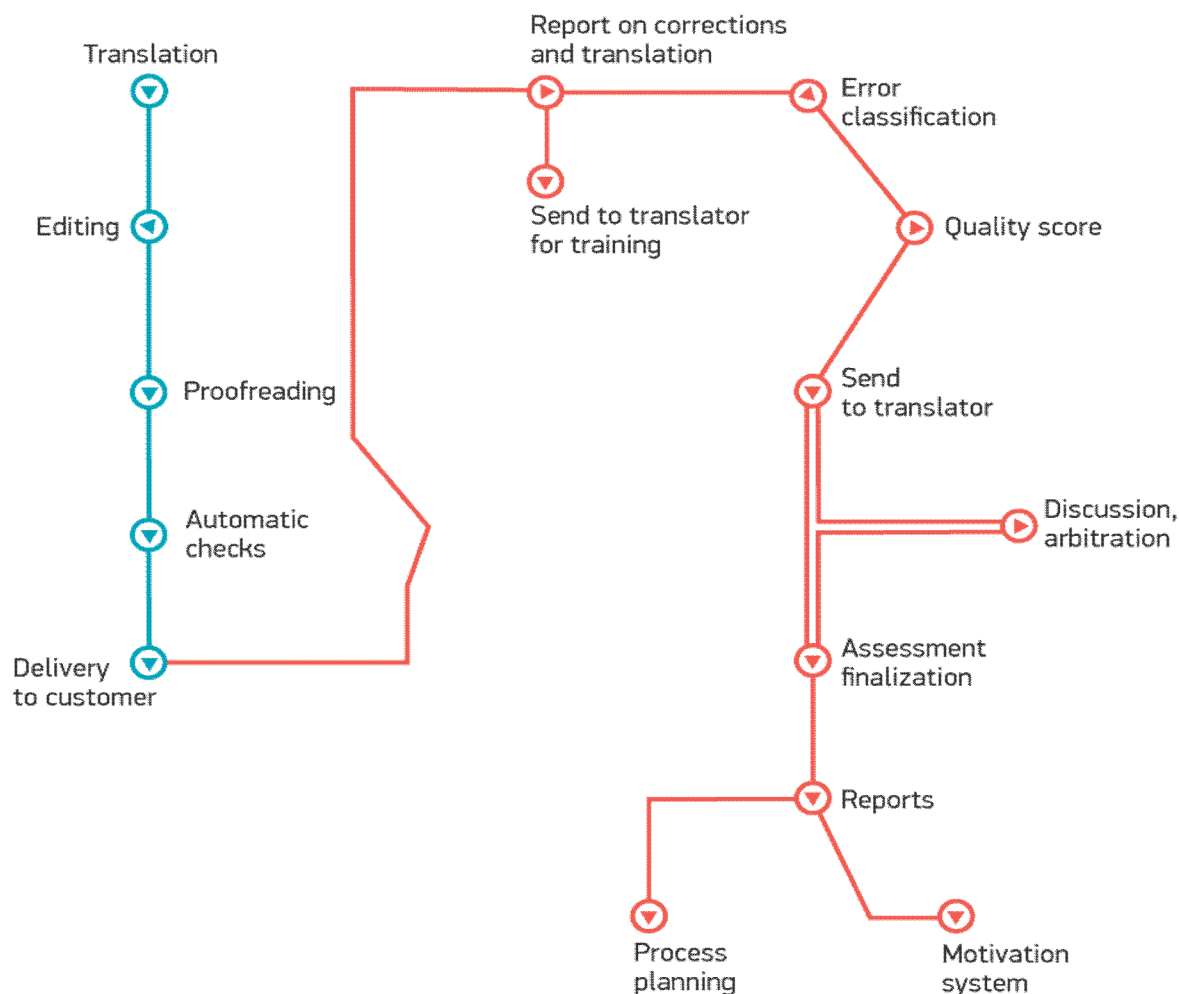 Translation
Editing
Proofreading
Automatic
checks
Delivery
to customer
Report on corrections
and translation
Send to translator
for training
Error
classification
Quality score
Send
to translator
Discussion,
arbitration
Assessment
finalization
Reports
Process
planning
Motivation
system